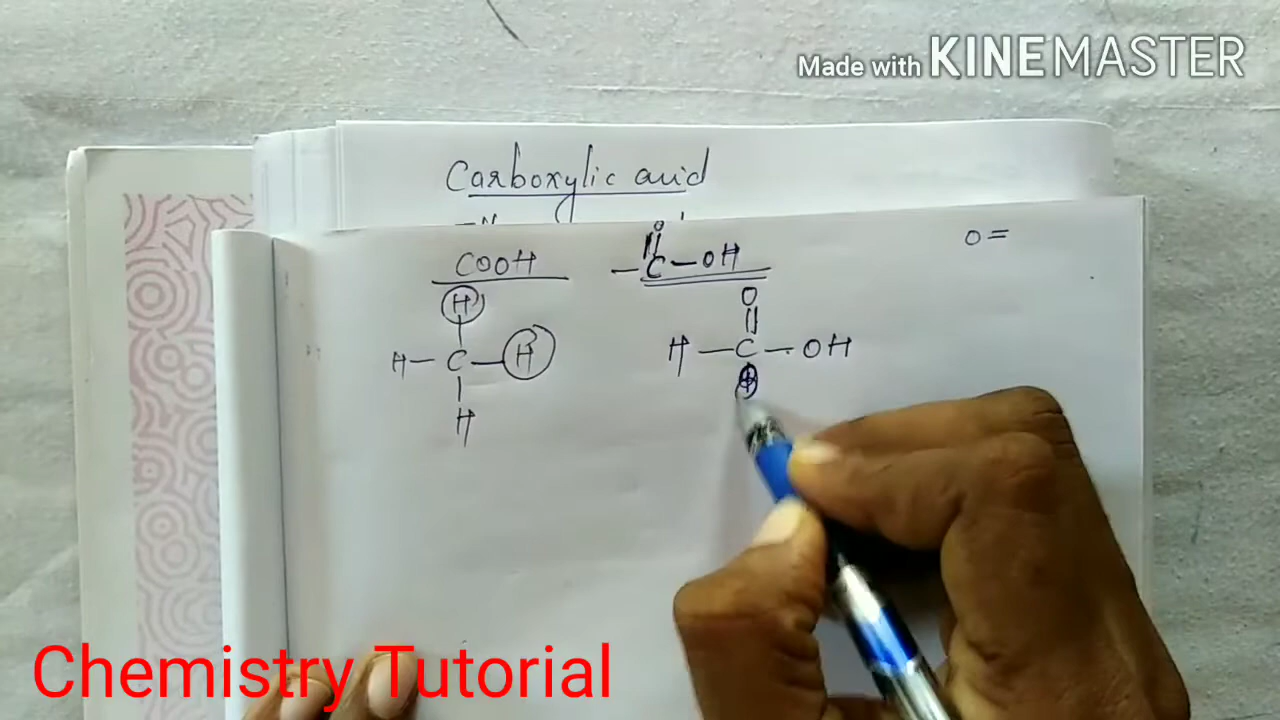 Made with KINEMASTER
Carboxylic acid
COOH
O
||
—C—OH
O =
H
|
H—C—H
|
H
O
||
H—C—OH
Chemistry Tutorial